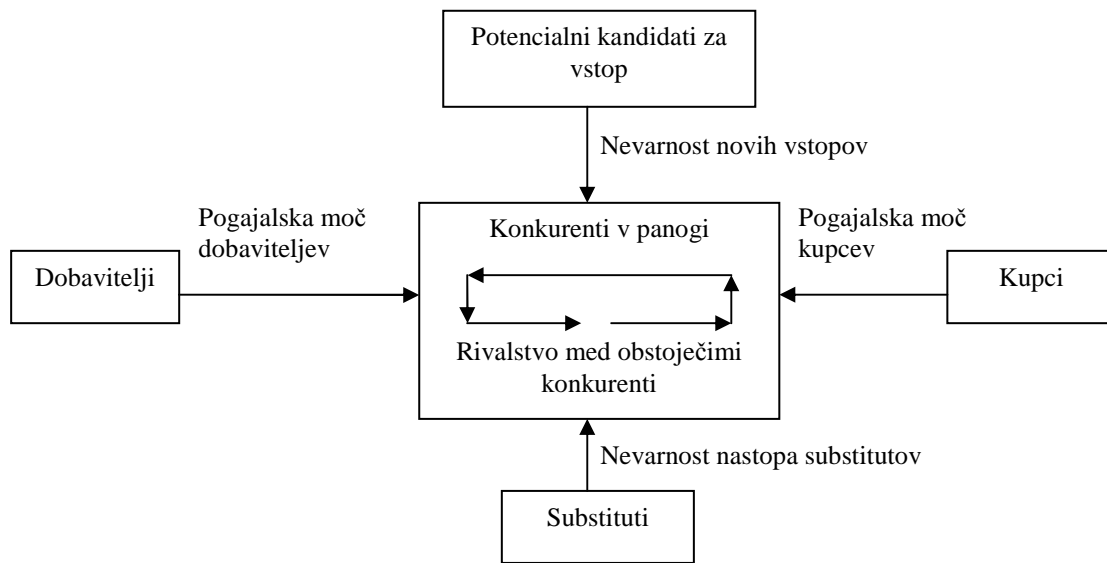 Potencialni kandidati za
vstop
Nevarnost novih vstopov
Pogajalska moč
dobaviteljev
Dobavitelji
Konkurenti v panogi
Rivalstvo med obstoječimi
konkurenti
Pogajalska moč
kupcev
Kupci
Nevarnost nastopa substitutov
Substituti